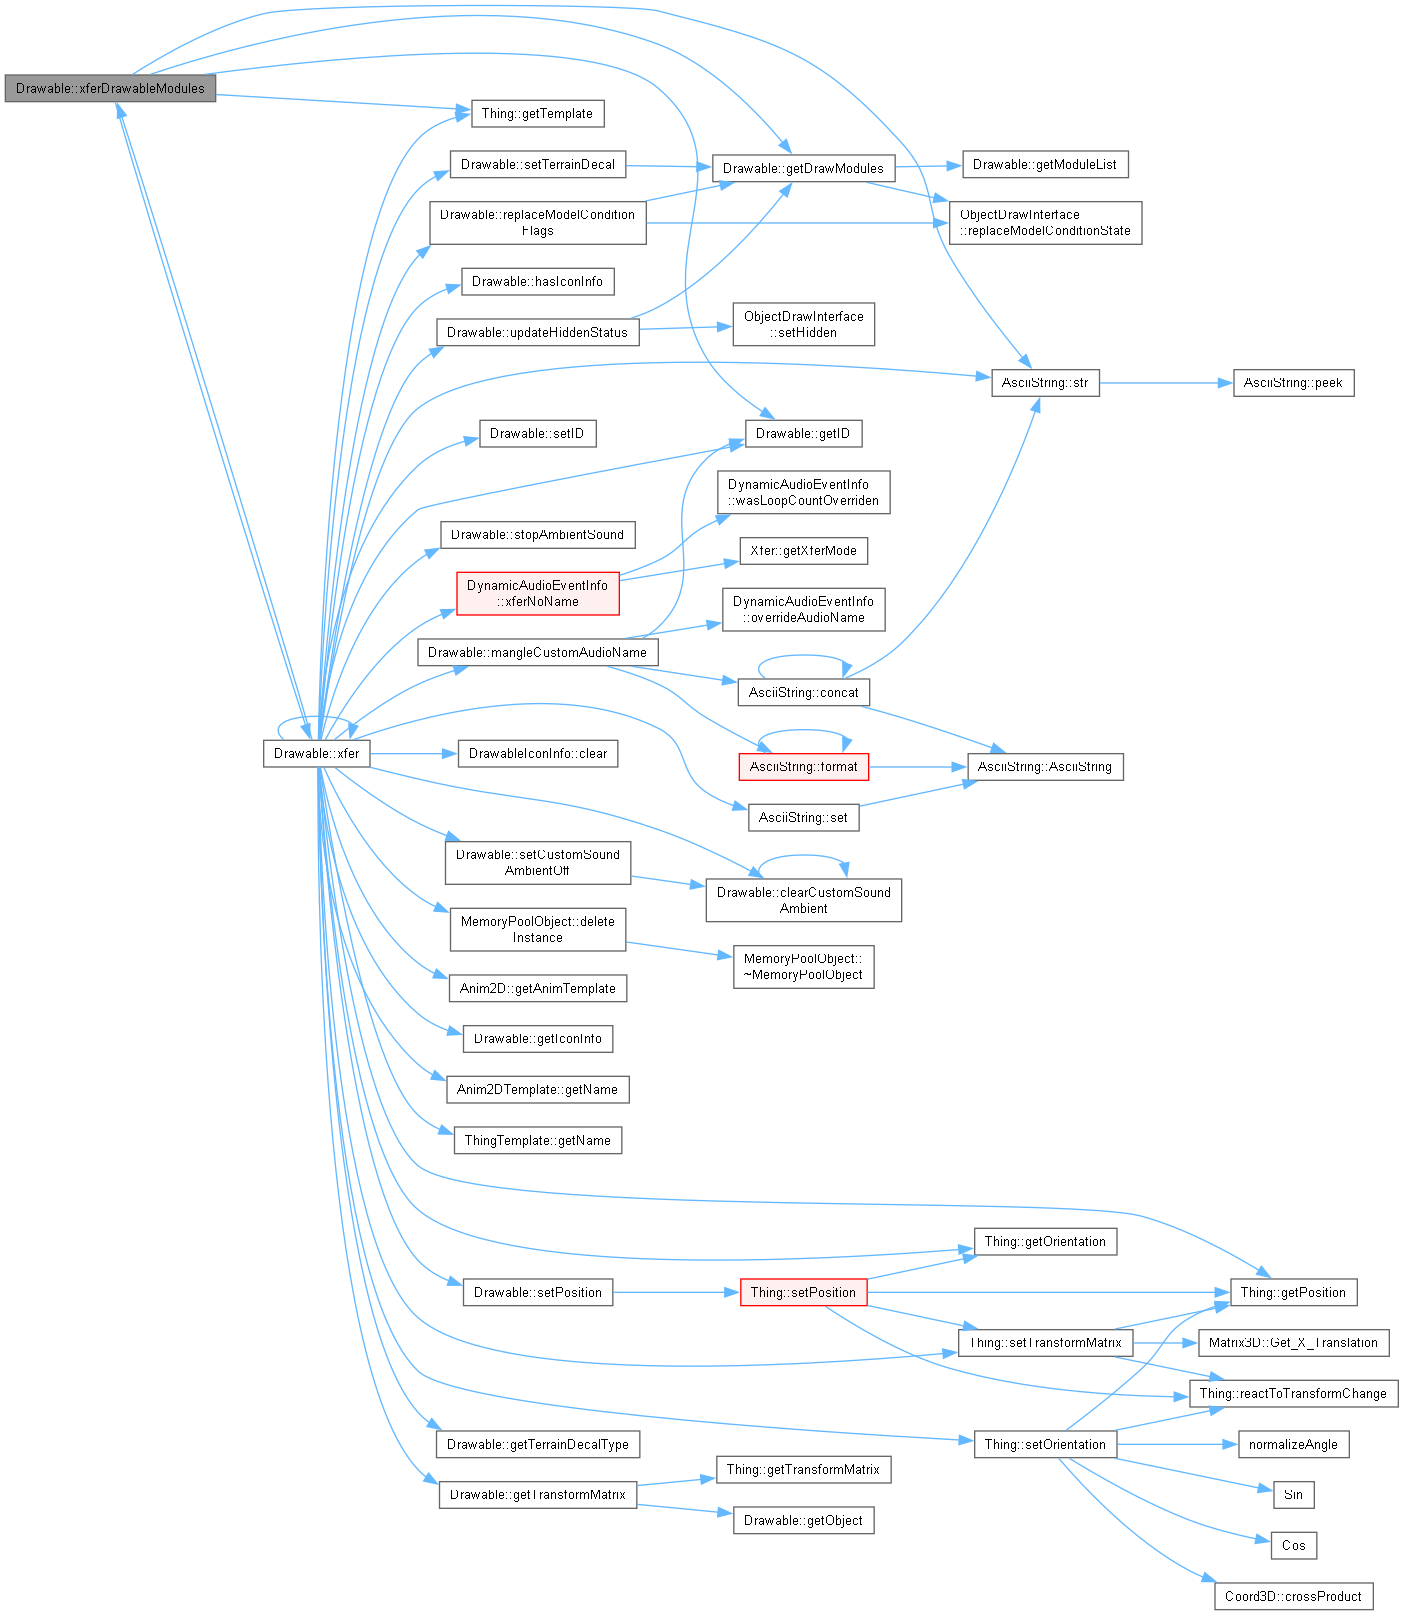 Drawable::xferDrawableModules
Thing::getTemplate
Drawable::setTerrainDecal
Drawable::getDrawModules
Drawable::getModuleList
Drawable::replaceModelCondition
Flags
ObjectDrawInterface
::replaceModelConditionState
Drawable::hasIconInfo
Drawable::updateHiddenStatus
ObjectDrawInterface
::setHidden
AsciiString::str
AsciiString::peek
Drawable::setID
Drawable::getID
DynamicAudioEventInfo
::wasLoopCountOverriden
Drawable::stopAmbientSound
Xfer::getXferMode
DynamicAudioEventInfo
::xferNoName
DynamicAudioEventInfo
::overrideAudioName
Drawable::mangleCustomAudioName
AsciiString::concat
Drawable::xfer
DrawableIconInfo::clear
AsciiString::format
AsciiString::AsciiString
AsciiString::set
Drawable::setCustomSound
AmbientOff
Drawable::clearCustomSound
Ambient
MemoryPoolObject::delete
Instance
MemoryPoolObject::
~MemoryPoolObject
Anim2D::getAnimTemplate
Drawable::getIconInfo
Anim2DTemplate::getName
ThingTemplate::getName
Thing::getOrientation
Drawable::setPosition
Thing::setPosition
Thing::getPosition
Thing::setTransformMatrix
Matrix3D::Get_X_Translation
Thing::reactToTransformChange
Drawable::getTerrainDecalType
Thing::setOrientation
normalizeAngle
Thing::getTransformMatrix
Drawable::getTransformMatrix
Sin
Drawable::getObject
Cos
Coord3D::crossProduct